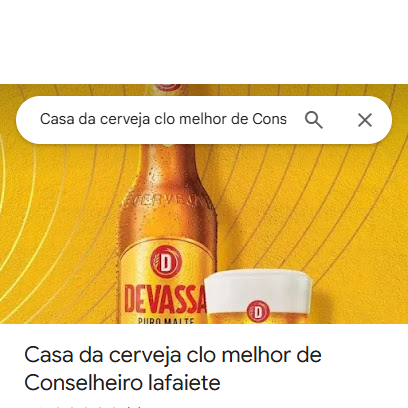 Casa da cerveja clo melhor de Cons
CERVEJA
D
DEVASSA
PURO MALTE
D
Casa da cerveja clo melhor de
Conselheiro lafaiete